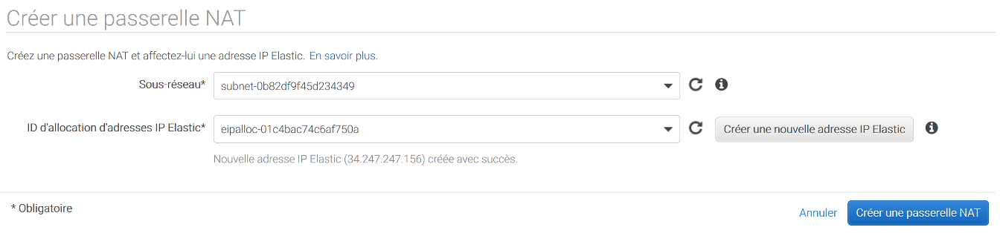 Créer une passerelle NAT
Créez une passerelle NAT et affectez-lui une adresse IP Elastic. En savoir plus.
Sous-réseau* subnet-0b82df9f45d234349
ID d'allocation d'adresses IP Elastic* eipalloc-01c4bac74c6af750a Créer une nouvelle adresse IP Elastic
Nouvelle adresse IP Elastic (34.247.247.156) créée avec succès.
* Obligatoire Annuler Créer une passerelle NAT